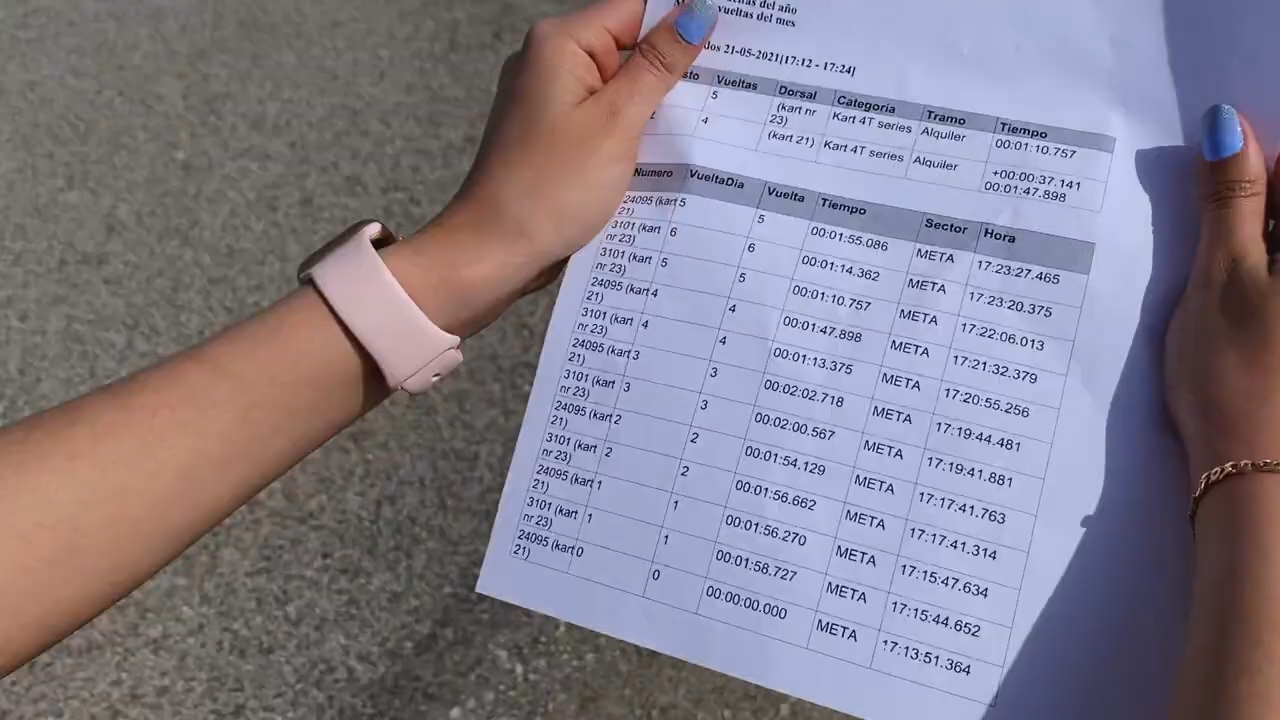 del año
vueltas del mes
21-05-2021[17:12 - 17:24]
Vueltas Dorsal Categoría Tramo Tiempo
5 (kart nr 23) Kart 4T series Alquiler 00:01:10.757
4 (kart 21) Kart 4T series Alquiler +00:00:37.141
00:01:47.898
Numero VueltaDia Vuelta Tiempo Sector Hora
24095 (kart 21) 5 5 00:01:55.086 META 17:23:27.465
3101 (kart nr 23) 6 6 00:01:14.362 META 17:23:20.375
3101 (kart nr 23) 5 5 00:01:10.757 META 17:22:06.013
24095 (kart 21) 4 4 00:01:47.898 META 17:21:32.379
3101 (kart nr 23) 4 4 00:01:13.375 META 17:20:55.256
24095 (kart 21) 3 3 00:02:02.718 META 17:19:44.481
3101 (kart nr 23) 3 3 00:02:00.567 META 17:19:41.881
24095 (kart 21) 2 2 00:01:54.129 META 17:17:41.763
3101 (kart nr 23) 2 2 00:01:56.662 META 17:17:41.314
24095 (kart 21) 1 1 00:01:56.270 META 17:15:47.634
3101 (kart nr 23) 1 1 00:01:58.727 META 17:15:44.652
24095 (kart 21) 0 0 00:00:00.000 META 17:13:51.364